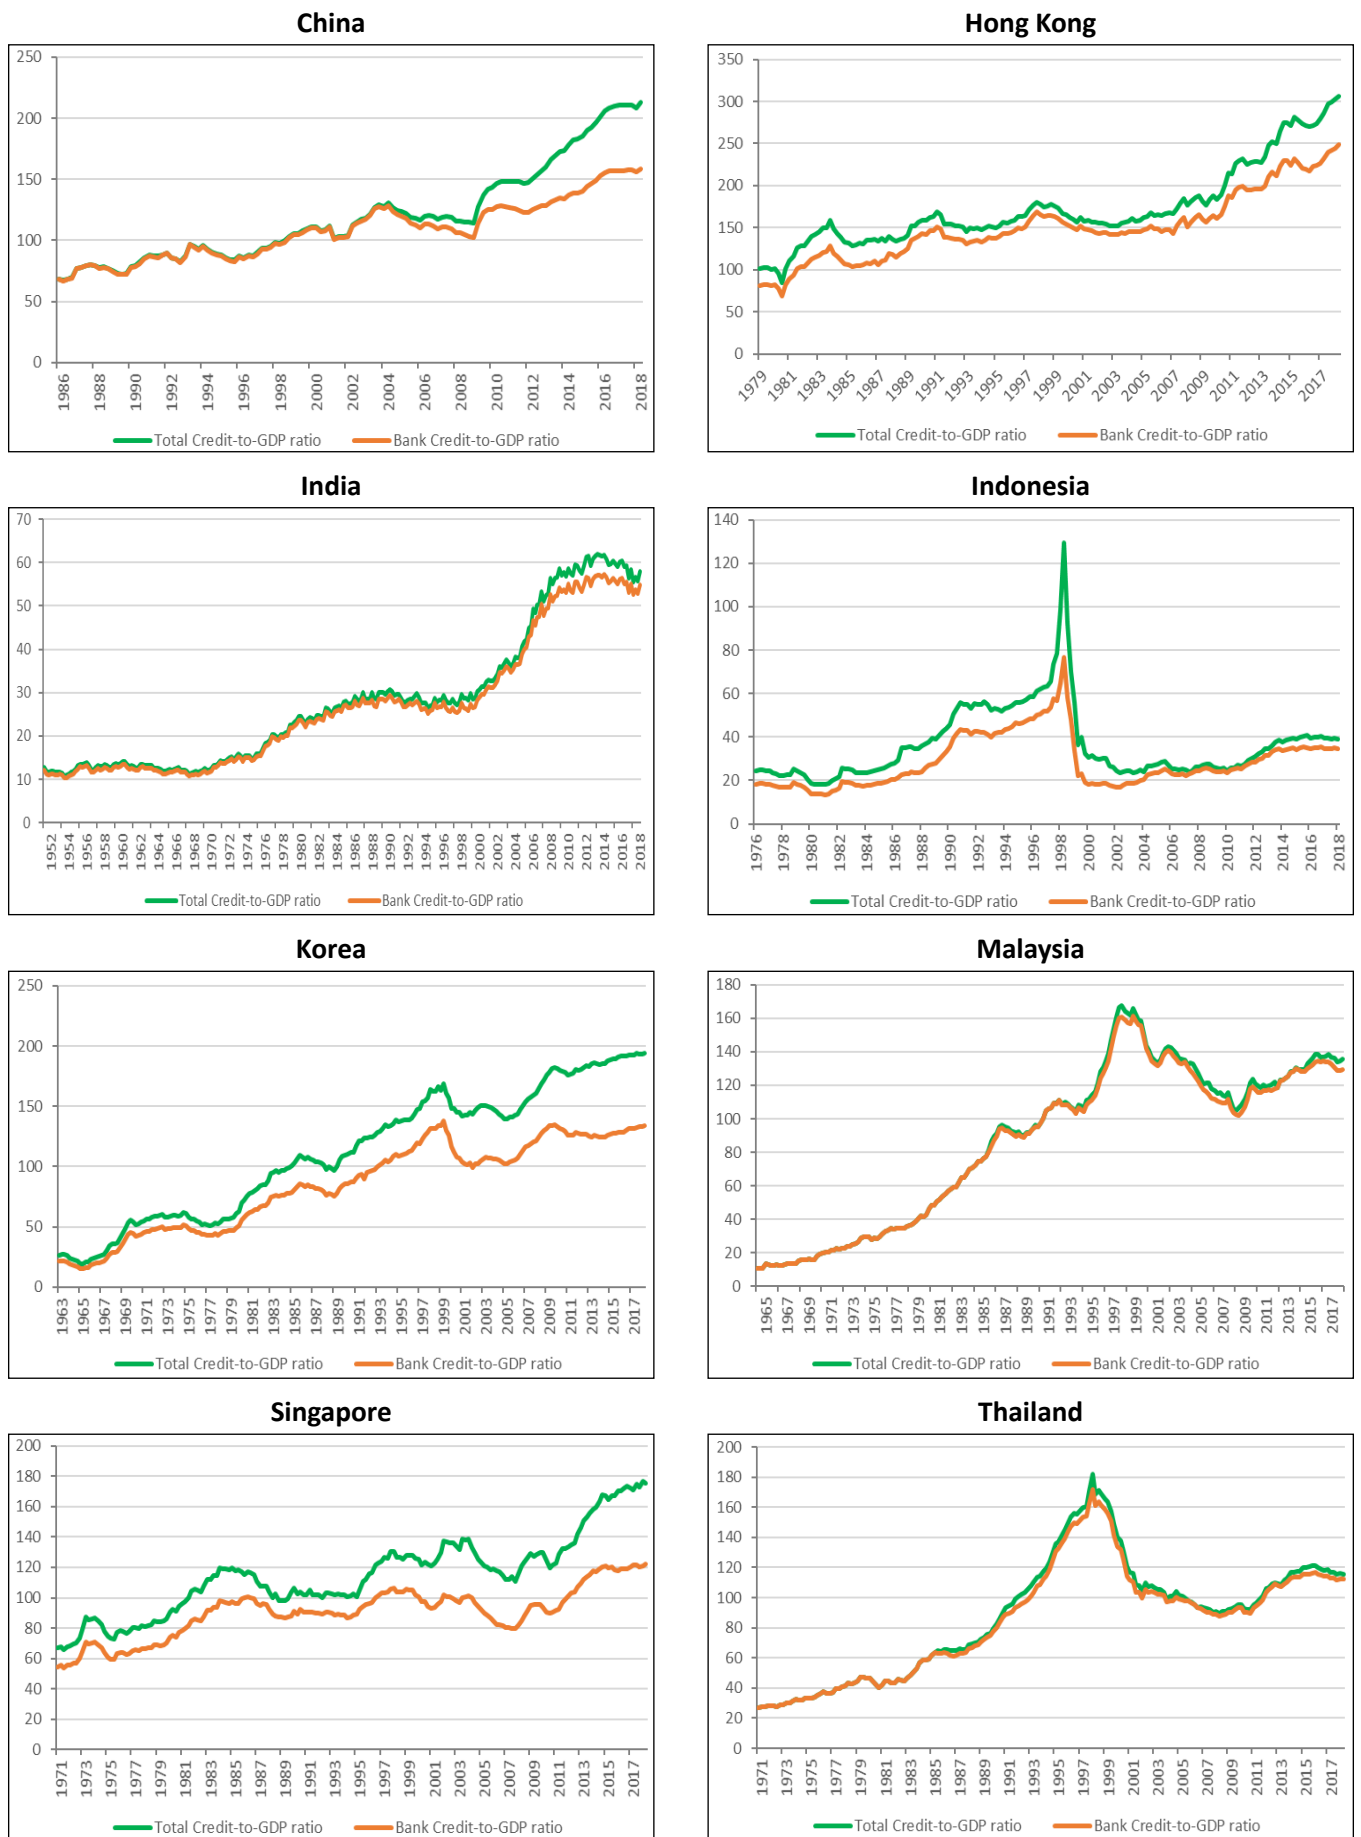 China
250
200
150
100
50
0
1986 1988 1990 1992 1994 1996 1998 2000 2002 2004 2006 2008 2010 2012 2014 2016 2018
Total Credit-to-GDP ratio Bank Credit-to-GDP ratio
Hong Kong
350
300
250
200
150
100
50
0
1979 1981 1983 1985 1987 1989 1991 1993 1995 1997 1999 2001 2003 2005 2007 2009 2011 2013 2015 2017
Total Credit-to-GDP ratio Bank Credit-to-GDP ratio
India
70
60
50
40
30
20
10
0
1952 1954 1956 1958 1960 1962 1964 1966 1968 1970 1972 1974 1976 1978 1980 1982 1984 1986 1988 1990 1992 1994 1996 1998 2000 2002 2004 2006 2008 2010 2012 2014 2016 2018
Total Credit-to-GDP ratio Bank Credit-to-GDP ratio
Indonesia
140
120
100
80
60
40
20
0
1976 1978 1980 1982 1984 1986 1988 1990 1992 1994 1996 1998 2000 2002 2004 2006 2008 2010 2012 2014 2016 2018
Total Credit-to-GDP ratio Bank Credit-to-GDP ratio
Korea
250
200
150
100
50
0
1963 1965 1967 1969 1971 1973 1975 1977 1979 1981 1983 1985 1987 1989 1991 1993 1995 1997 1999 2001 2003 2005 2007 2009 2011 2013 2015 2017
Total Credit-to-GDP ratio Bank Credit-to-GDP ratio
Malaysia
180
160
140
120
100
80
60
40
20
0
1965 1967 1969 1971 1973 1975 1977 1979 1981 1983 1985 1987 1989 1991 1993 1995 1997 1999 2001 2003 2005 2007 2009 2011 2013 2015 2017
Total Credit-to-GDP ratio Bank Credit-to-GDP ratio
Singapore
200
180
160
140
120
100
80
60
40
20
0
1971 1973 1975 1977 1979 1981 1983 1985 1987 1989 1991 1993 1995 1997 1999 2001 2003 2005 2007 2009 2011 2013 2015 2017
Total Credit-to-GDP ratio Bank Credit-to-GDP ratio
Thailand
200
180
160
140
120
100
80
60
40
20
0
1971 1973 1975 1977 1979 1981 1983 1985 1987 1989 1991 1993 1995 1997 1999 2001 2003 2005 2007 2009 2011 2013 2015 2017
Total Credit-to-GDP ratio Bank Credit-to-GDP ratio